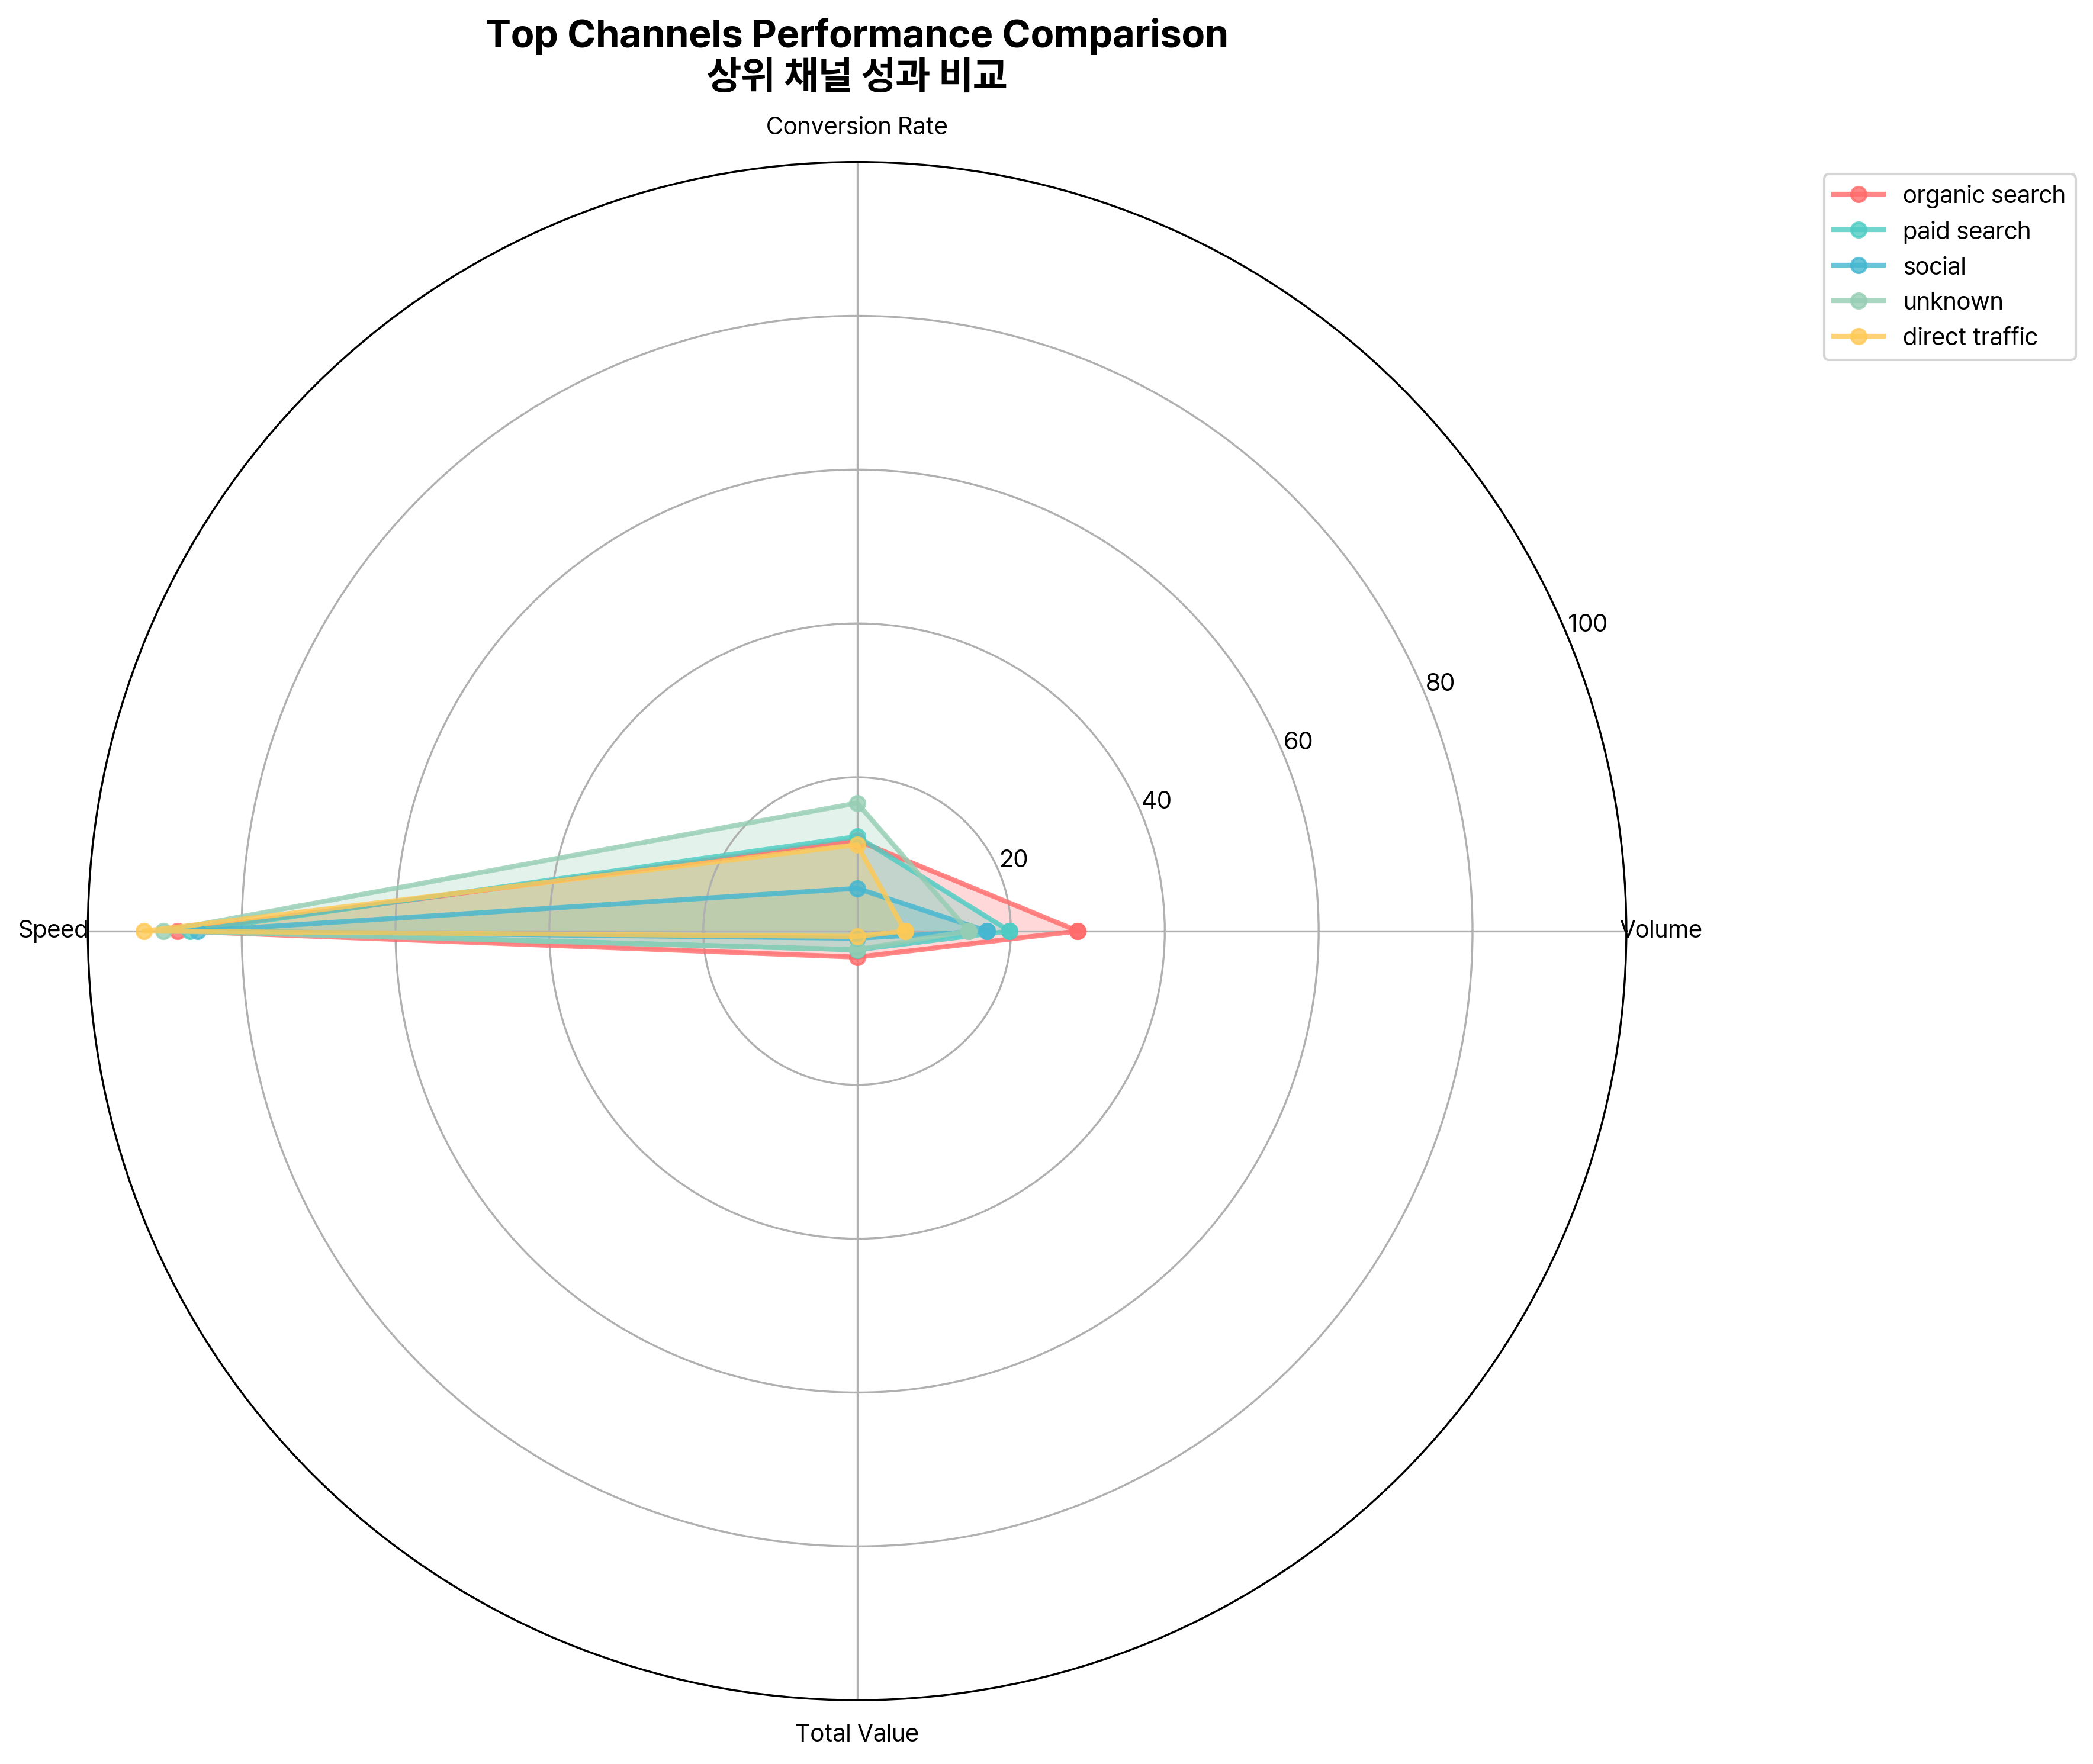 Top Channels Performance Comparison
상위 채널 성과 비교
Conversion Rate
organic search
paid search
social
unknown
direct traffic
100
80
60
40
20
Speed
Volume
Total Value